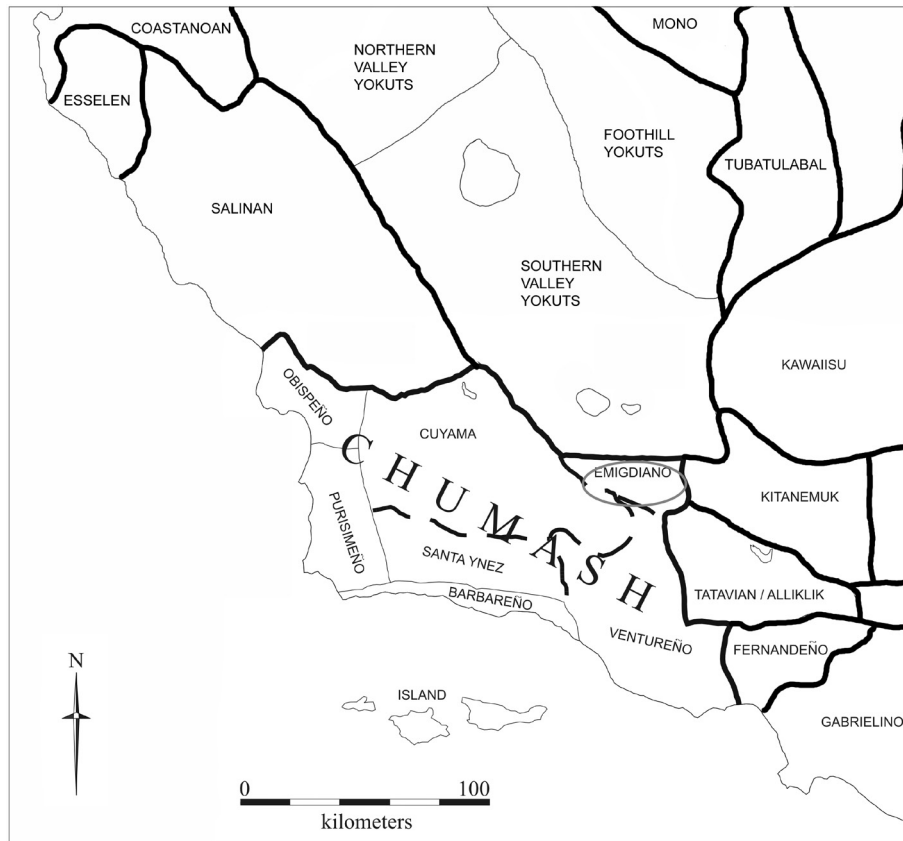 COASTANOAN
MONO
NORTHERN
VALLEY
YOKUTS
ESSELEN
FOOTHILL
YOKUTS
TUBATULABAL
SALINAN
SOUTHERN
VALLEY
YOKUTS
KAWAIISU
OBISPEÑO
CUYAMA
CHUMASH
EMIGDIANO
KITANEMUK
PURISIMEÑO
SANTA YNEZ
BARBAREÑO
TATAVIAN / ALLIKLIK
VENTUREÑO
FERNANDEÑO
N
ISLAND
GABRIELINO
0 100
kilometers